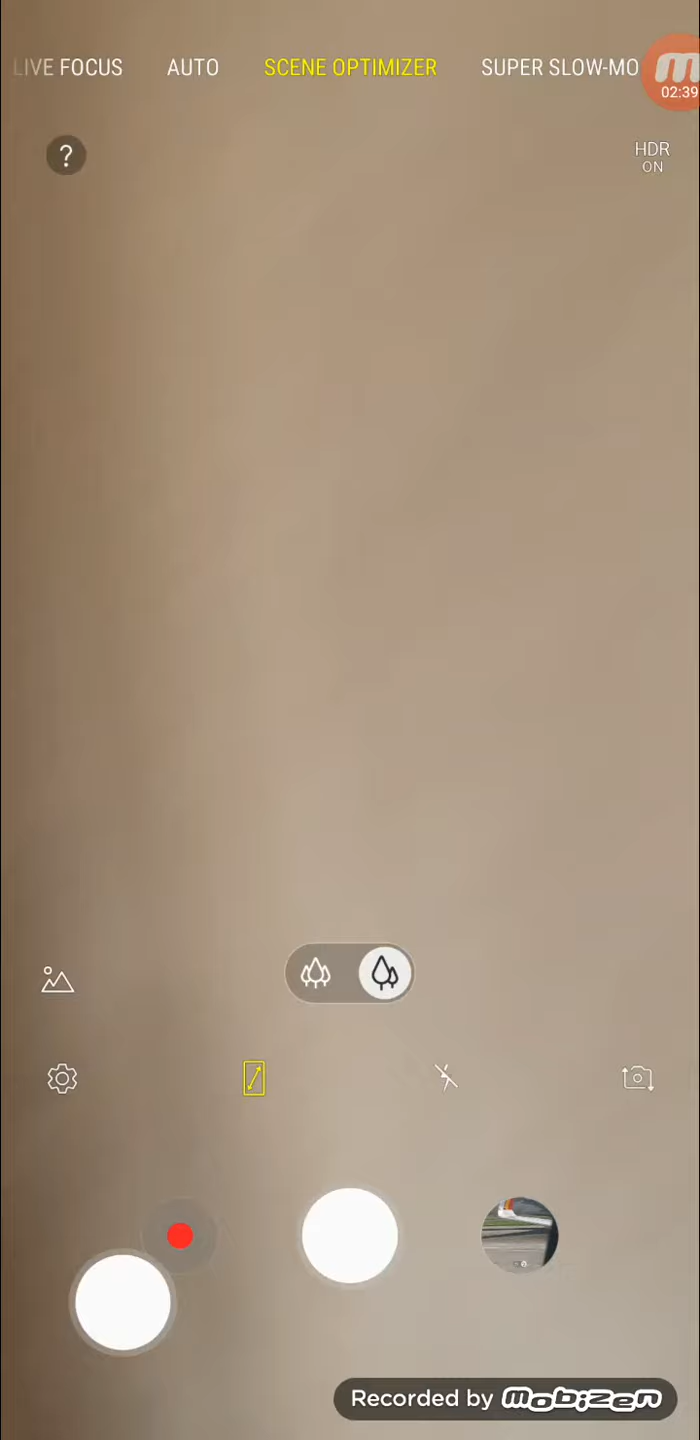 LIVE FOCUS AUTO SCENE OPTIMIZER SUPER SLOW-MO
02:39
?
HDR
ON
Recorded by mobizen